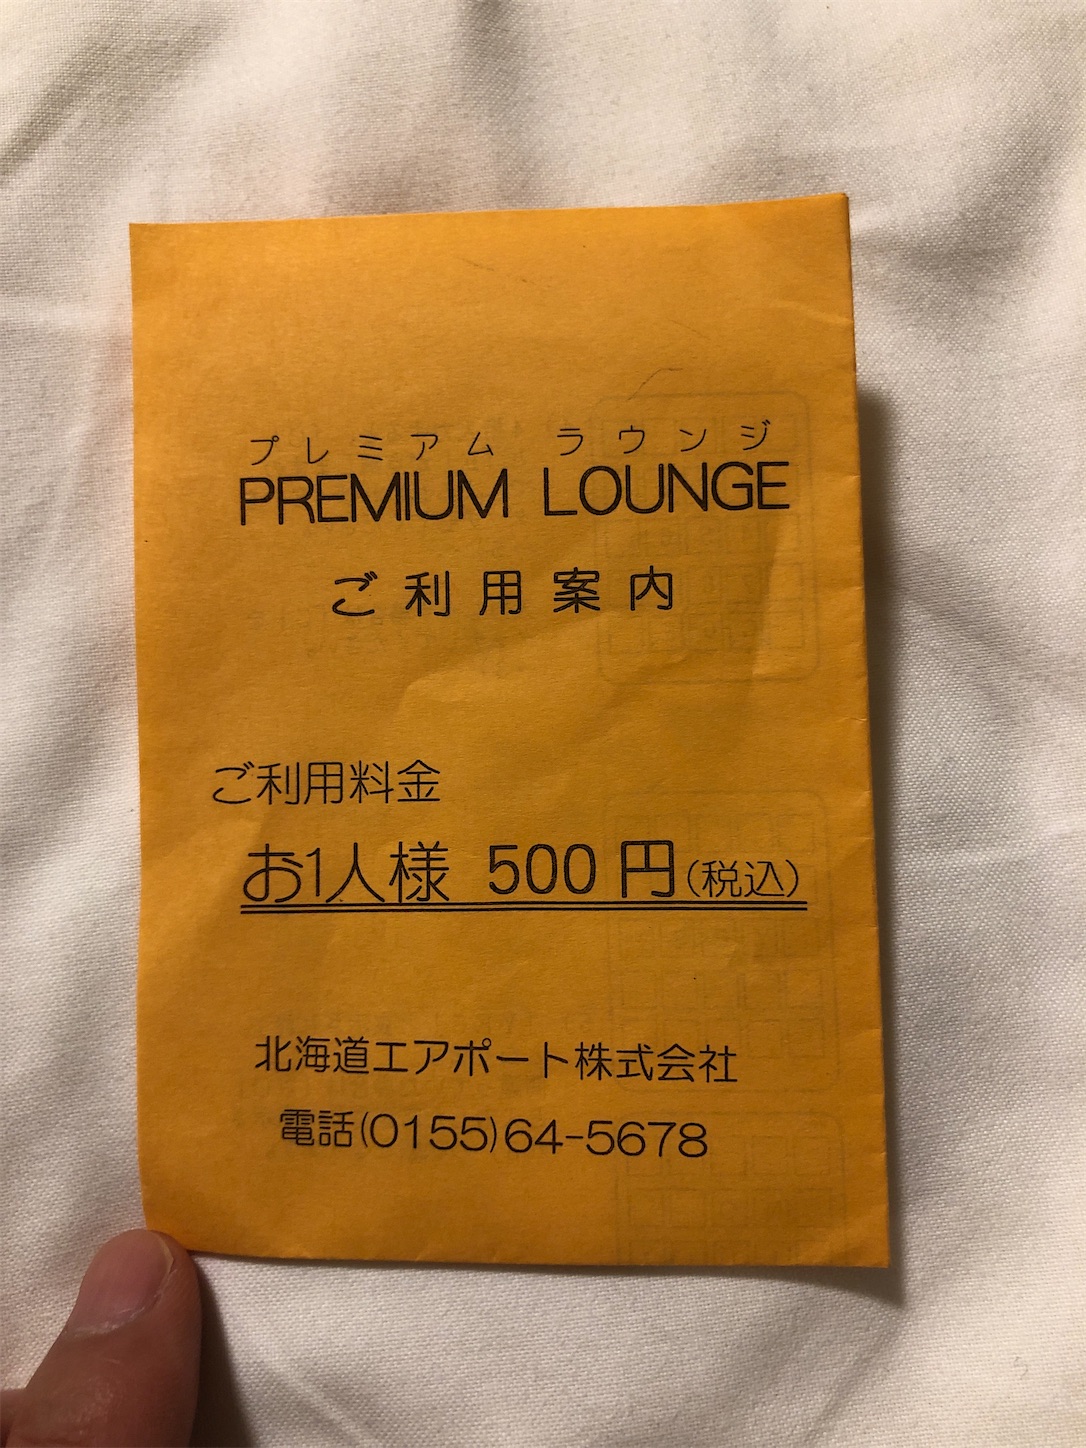 プレミアム ラウンジ
PREMIUM LOUNGE
ご利用案内
ご利用料金
お1人様 500円(税込)
北海道エアポート株式会社
電話(0155)64-5678